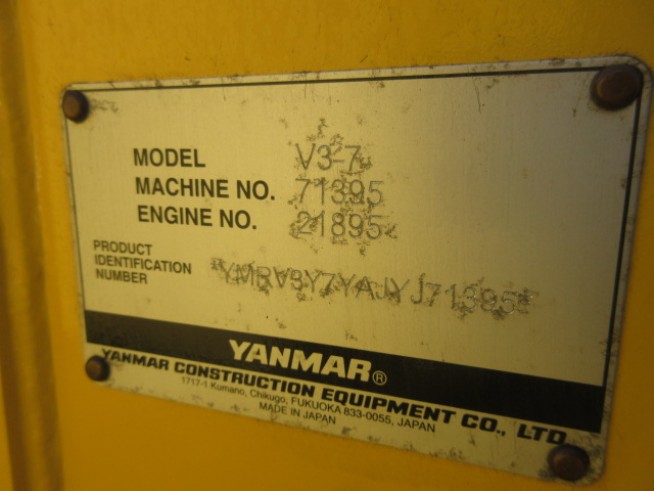 MODEL V3-7
MACHINE NO. 71395
ENGINE NO. 21895
PRODUCT
IDENTIFICATION
NUMBER *YMRV3Y7YAJYJ71395*
YANMAR®
YANMAR CONSTRUCTION EQUIPMENT CO., LTD.
1717-1 Kumano, Chikugo, FUKUOKA 833-0055, JAPAN
MADE IN JAPAN